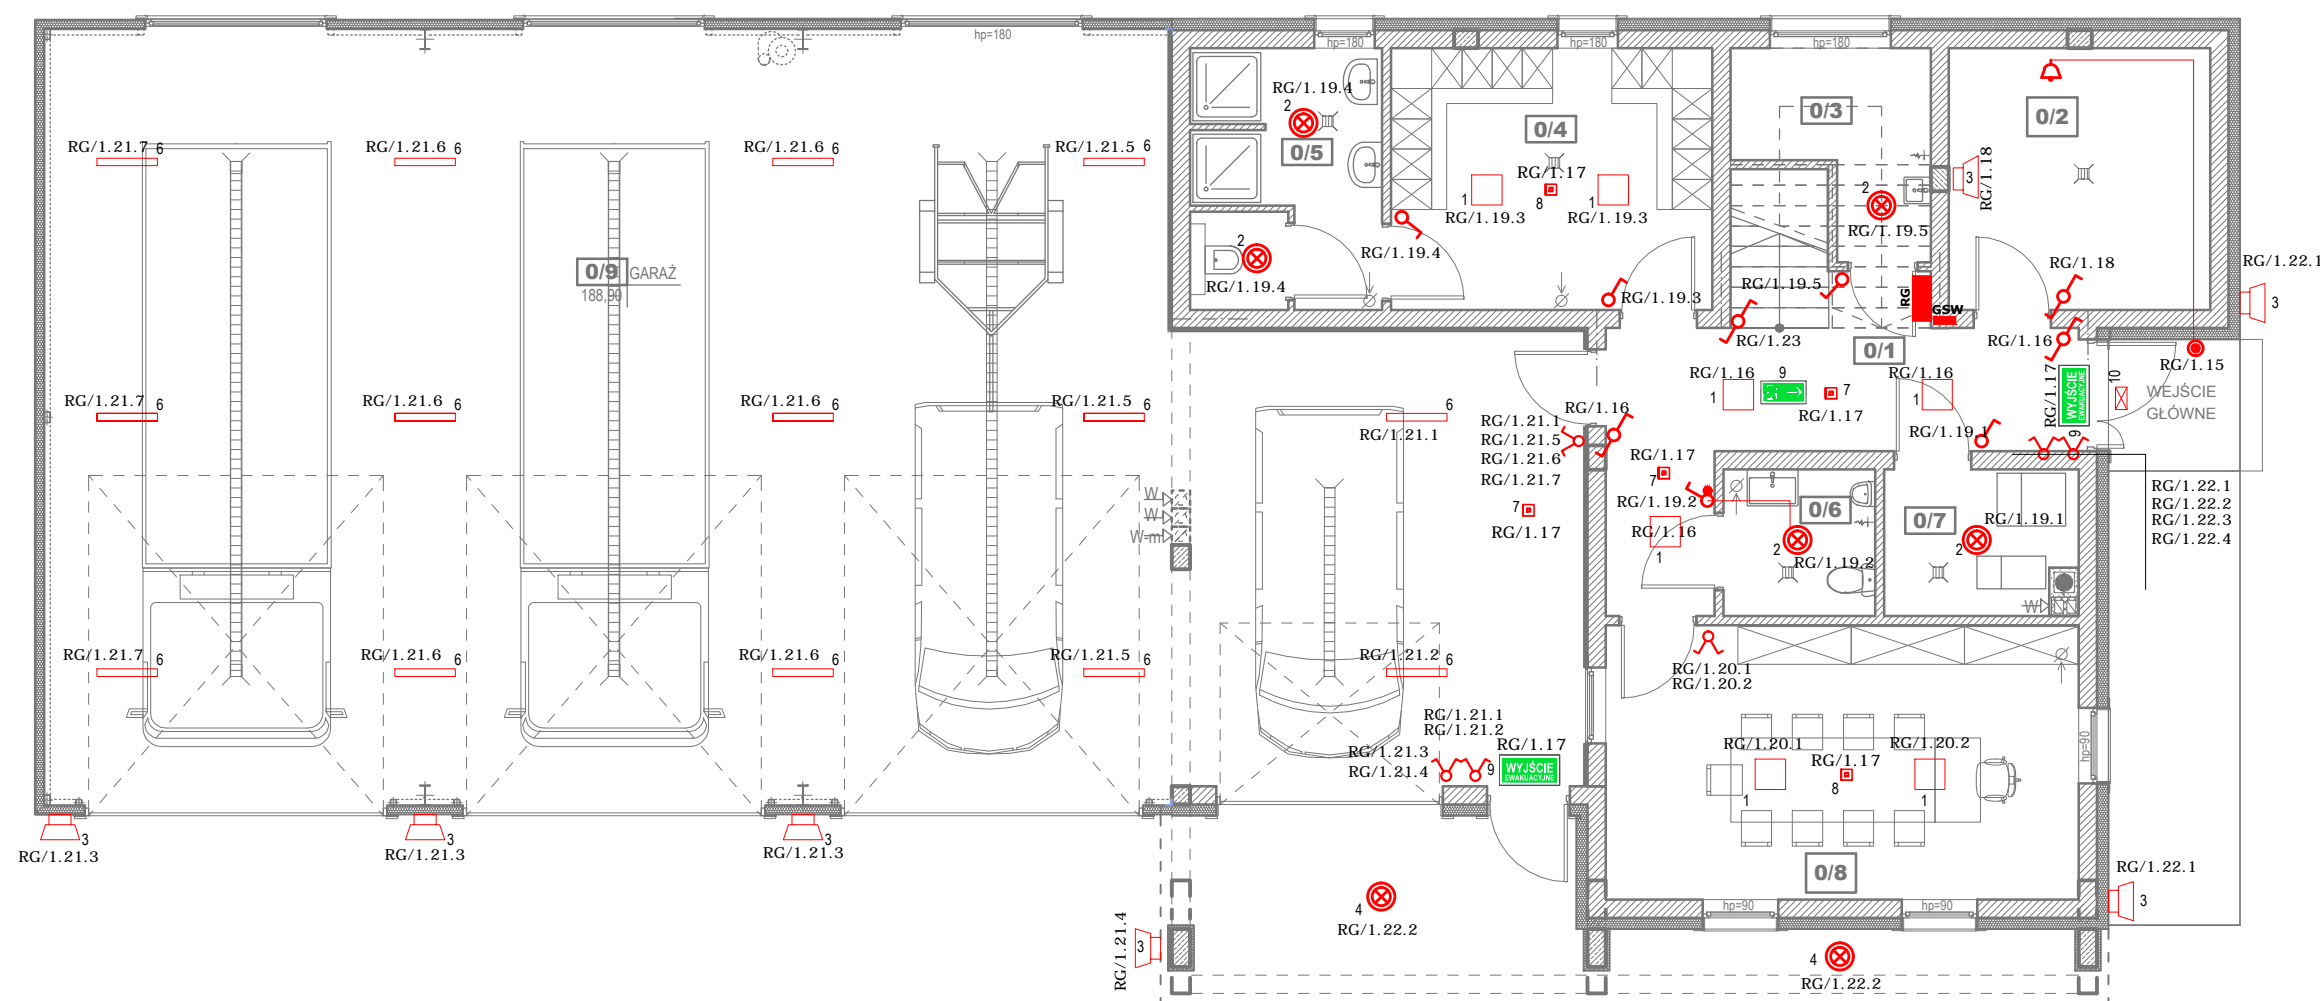 hp=180
hp=180
hp=180
hp=180
RG/1.19.4
2
0/5
0/4
0/3
0/2
RG/1.21.7 6
RG/1.21.6 6
RG/1.21.6 6
RG/1.21.5 6
RG/1.17
8
1
RG/1.19.3
1
RG/1.19.3
2
RG/1.19.5
3
RG/1.18
2
RG/1.19.4
RG/1.19.4
0/9 GARAŻ
188,90
RG/1.19.3
RG/1.19.5
RG/1.23
RG
GSW
RG/1.18
RG/1.16
RG/1.22.1
3
0/1
RG/1.15
WEJŚCIE
GŁÓWNE
10
RG/1.17
WYJŚCIE
EWAKUACYJNE
9
RG/1.16
1
9
7
RG/1.17
RG/1.16
1
RG/1.19.1
RG/1.21.7 6
RG/1.21.6 6
RG/1.21.6 6
RG/1.21.5 6
6
RG/1.21.1
RG/1.21.1
RG/1.21.5
RG/1.21.6
RG/1.21.7
RG/1.16
7
RG/1.17
RG/1.17
7
RG/1.19.2
RG/1.16
1
0/6
2
RG/1.19.2
0/7
RG/1.19.1
2
W
RG/1.22.1
RG/1.22.2
RG/1.22.3
RG/1.22.4
W
W
W-m
RG/1.21.7 6
RG/1.21.6 6
RG/1.21.6 6
RG/1.21.5 6
RG/1.21.2 6
RG/1.20.1
RG/1.20.2
RG/1.21.1
RG/1.21.2
RG/1.21.3
RG/1.21.4
9
RG/1.17
WYJŚCIE
EWAKUACYJNE
RG/1.20.1
1
RG/1.17
8
RG/1.20.2
1
hp=90
0/8
hp=90
hp=90
3
RG/1.21.3
3
RG/1.21.3
3
RG/1.21.3
RG/1.22.1
3
RG/1.21.4
3
4
RG/1.22.2
4
RG/1.22.2